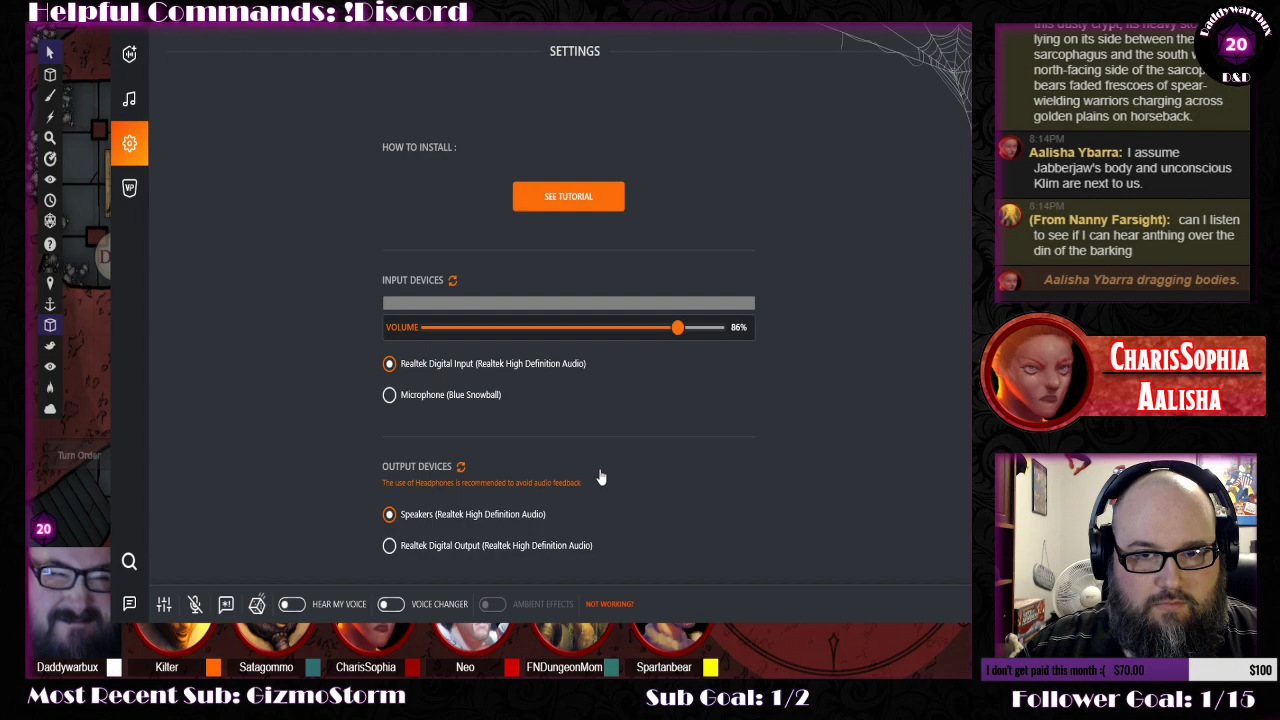 Helpful Commands: !Discord
SETTINGS
HOW TO INSTALL :
SEE TUTORIAL
INPUT DEVICES
VOLUME 86%
Realtek Digital Input (Realtek High Definition Audio)
Microphone (Blue Snowball)
OUTPUT DEVICES
The use of Headphones is recommended to avoid audio feedback
Speakers (Realtek High Definition Audio)
Realtek Digital Output (Realtek High Definition Audio)
HEAR MY VOICE VOICE CHANGER AMBIENT EFFECTS NOT WORKING?
Turn Order
20
Daddywarbux Kilter Satagommo CharisSophia Neo FNDungeonMom Spartanbear
Most Recent Sub: GizmoStorm
Sub Goal: 1/2
Follower Goal: 1/15
this dusty crypt, its heavy
lying on its side between the
sarcophagus and the south
north-facing side of the
bears faded frescoes of spear-
wielding warriors charging across
golden plains on horseback.
8:14PM
Aalisha Ybarra: I assume
Jabberjaw's body and unconscious
Klim are next to us.
8:14PM
(From Nanny Farsight): can I listen
to see if I can hear anthing over the
din of the barking
Aalisha Ybarra dragging bodies.
Daddywarbux
20
D&D
CharisSophia
Aalisha
I don't get paid this month :( $70.00 $100
VP